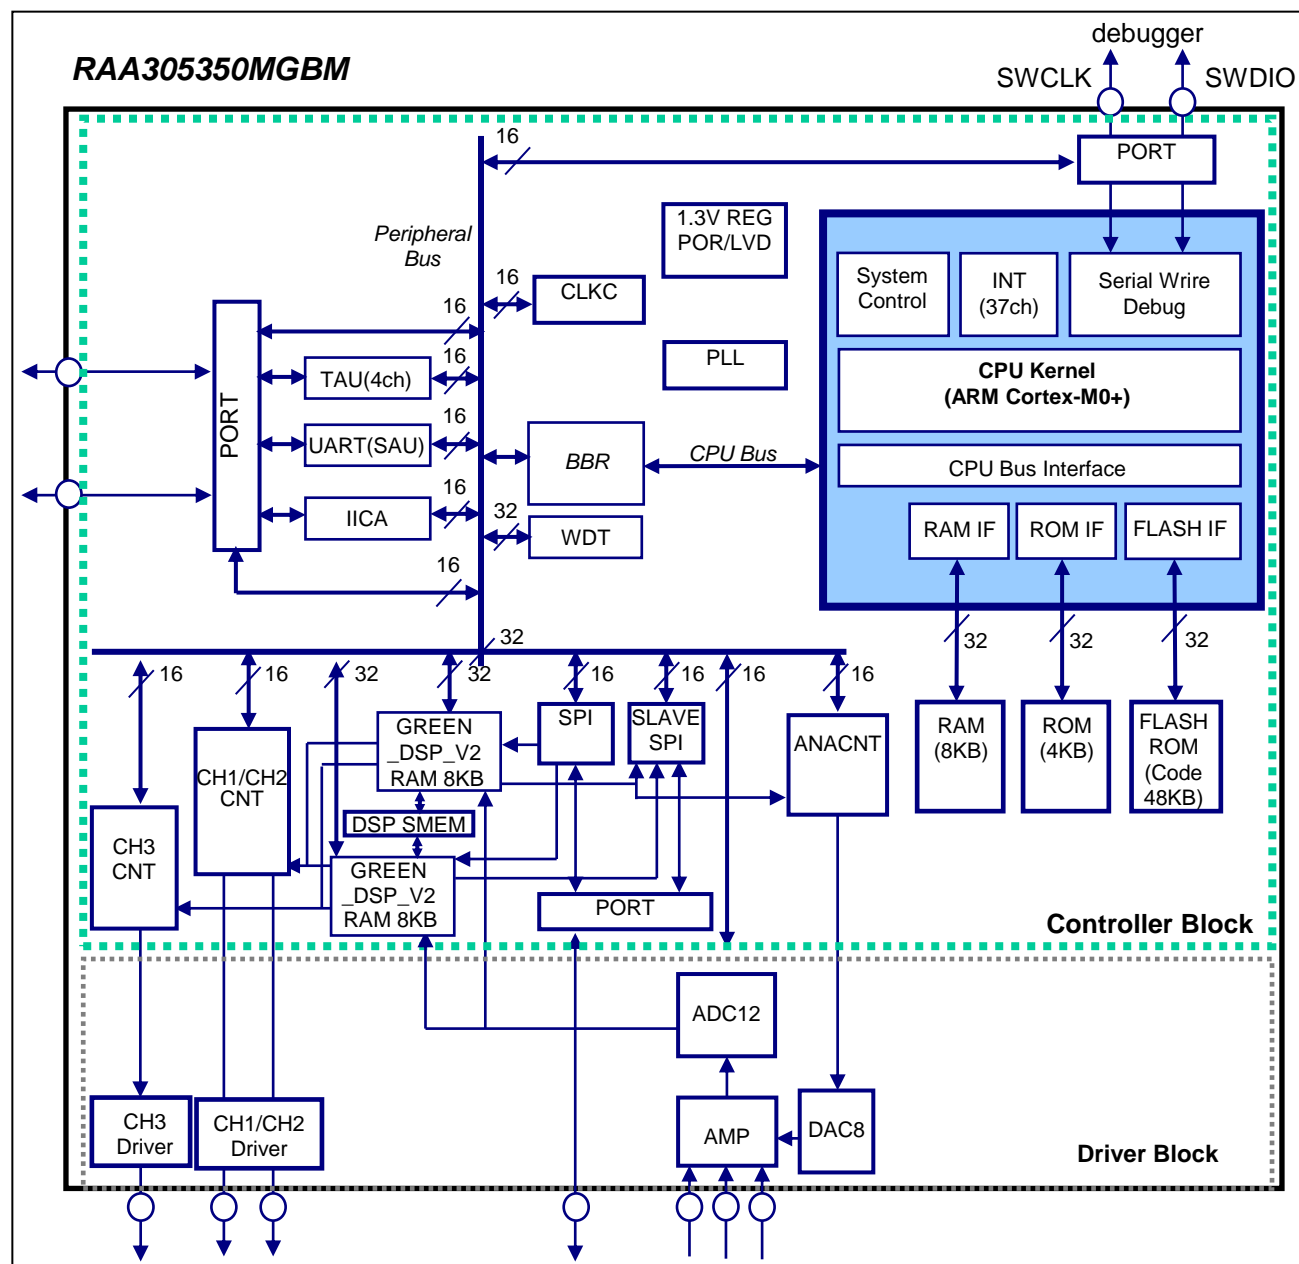 debugger
RAA305350MGBM
SWCLK
SWDIO
16
PORT
Peripheral
Bus
1.3V REG
POR/LVD
System
Control
INT
(37ch)
Serial Wrire
Debug
16
CLKC
16
PORT
16
TAU(4ch)
PLL
CPU Kernel
(ARM Cortex-M0+)
16
UART(SAU)
BBR
CPU Bus
CPU Bus Interface
16
IICA
32
WDT
RAM IF
ROM IF
FLASH IF
16
32
32
32
32
16
16
32
32
16
16
16
16
GREEN
_DSP_V2
RAM 8KB
SPI
SLAVE
SPI
ANACNT
RAM
(8KB)
ROM
(4KB)
FLASH
ROM
(Code
48KB)
CH1/CH2
CNT
DSP SMEM
CH3
CNT
GREEN
_DSP_V2
RAM 8KB
PORT
Controller Block
ADC12
CH3
Driver
CH1/CH2
Driver
AMP
DAC8
Driver Block